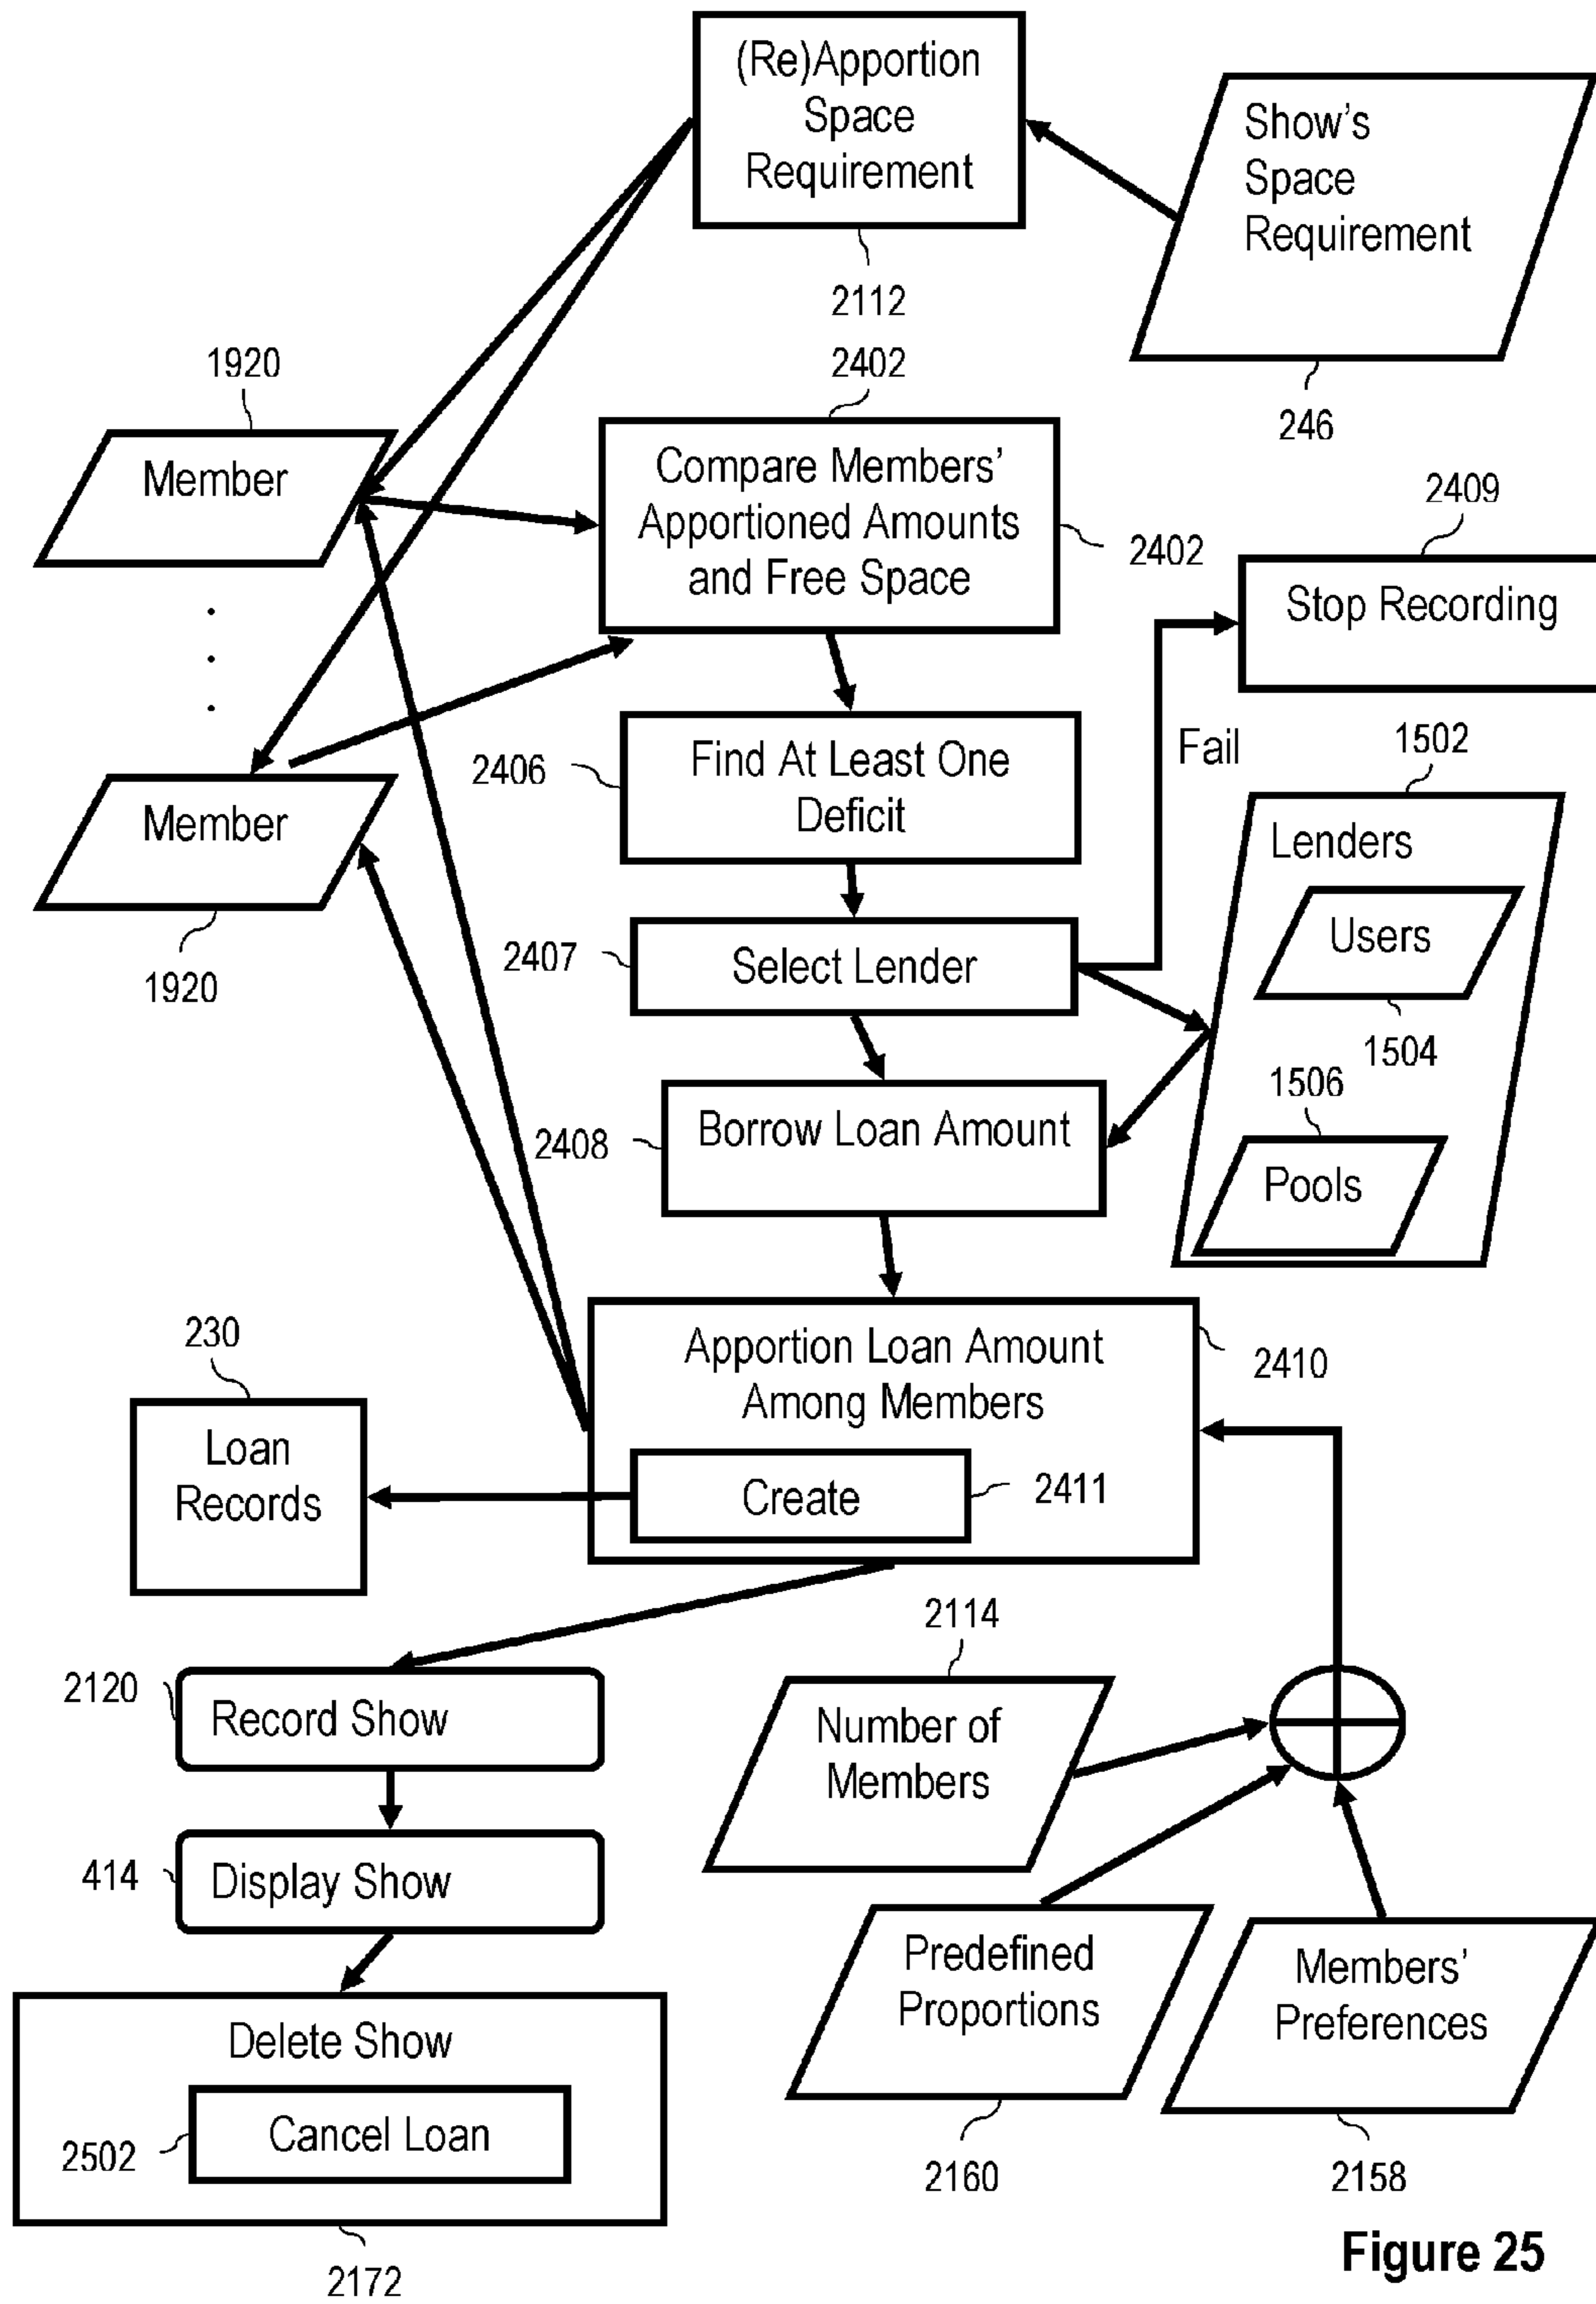 (Re)Apportion
Space
Requirement
2112
Show's
Space
Requirement
246
1920
Member
2402
Compare Members'
Apportioned Amounts
and Free Space
2402
2409
Stop Recording
.
.
.
Member
1920
2406
Find At Least One
Deficit
Fail
1502
Lenders
Users
1504
1506
Pools
2407
Select Lender
2408
Borrow Loan Amount
230
Loan
Records
Apportion Loan Amount
Among Members
2410
Create
2411
2120
Record Show
414
Display Show
2114
Number of
Members
Predefined
Proportions
2160
Members'
Preferences
2158
Delete Show
2502
Cancel Loan
2172
Figure 25